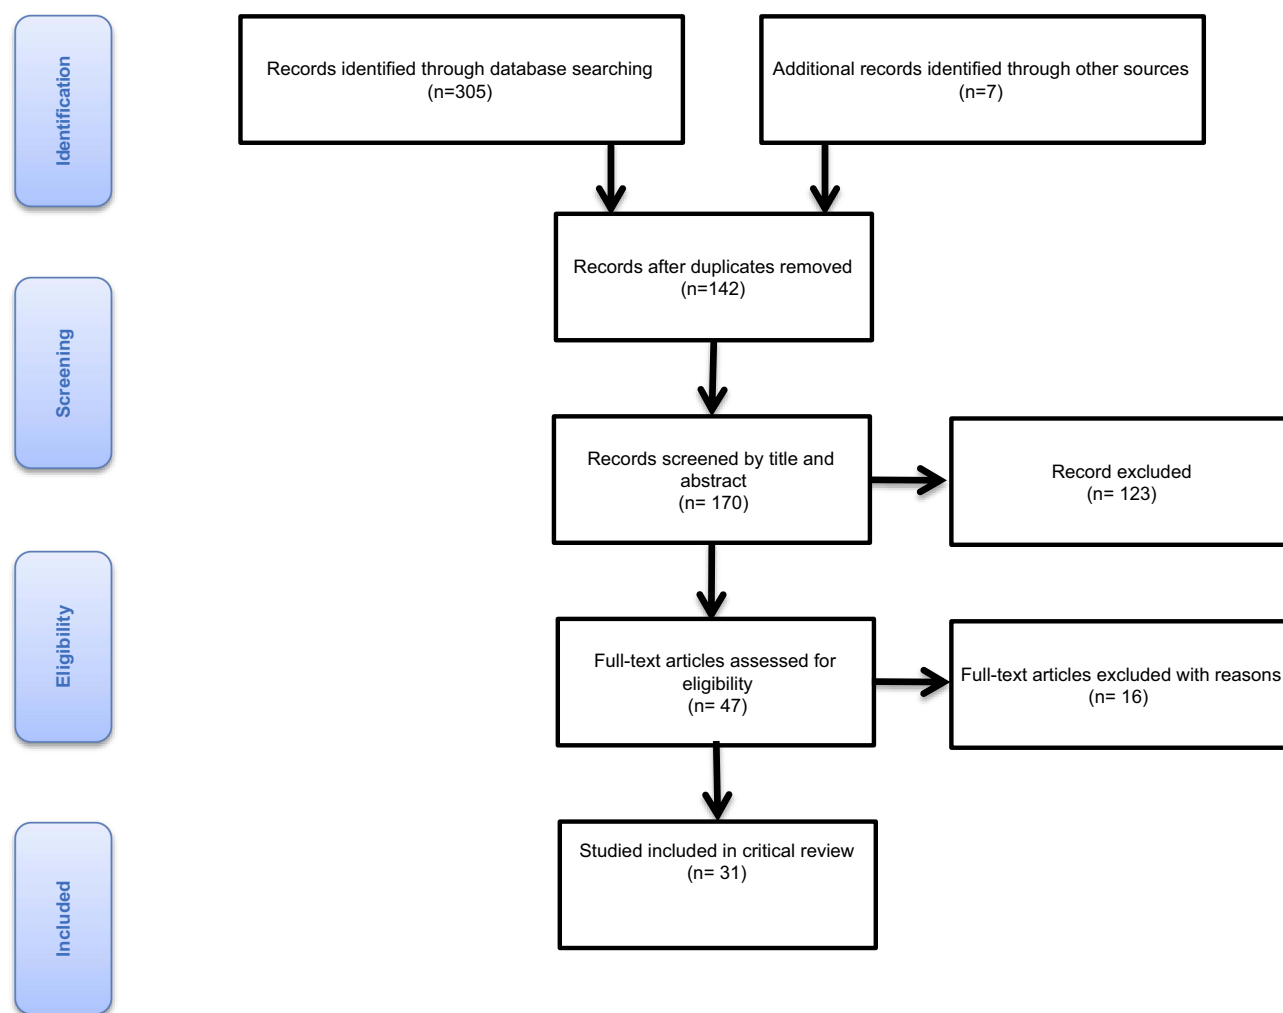 Identification
Records identified through database searching
(n=305)
Additional records identified through other sources
(n=7)
Records after duplicates removed
(n=142)
Screening
Records screened by title and
abstract
(n= 170)
Record excluded
(n= 123)
Eligibility
Full-text articles assessed for
eligibility
(n= 47)
Full-text articles excluded with reasons
(n= 16)
Included
Studied included in critical review
(n= 31)